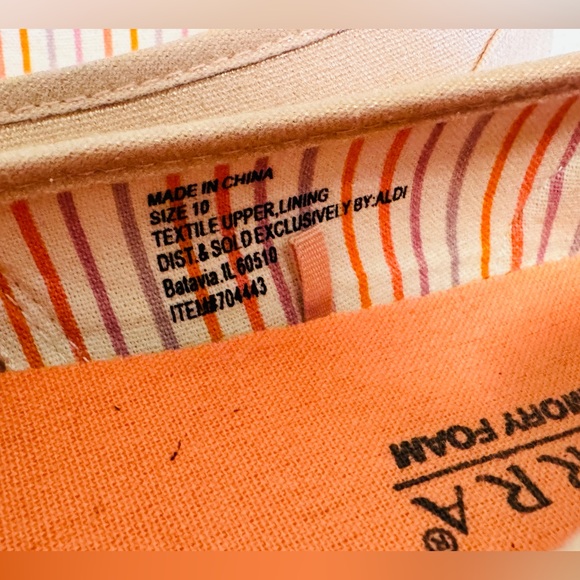 MADE IN CHINA
SIZE 10
TEXTILE UPPER,LINING
DIST.& SOLD EXCLUSIVELY BY:ALDI
Batavia. IL 60510
ITEM#704443
RRA®
MORY FOAM